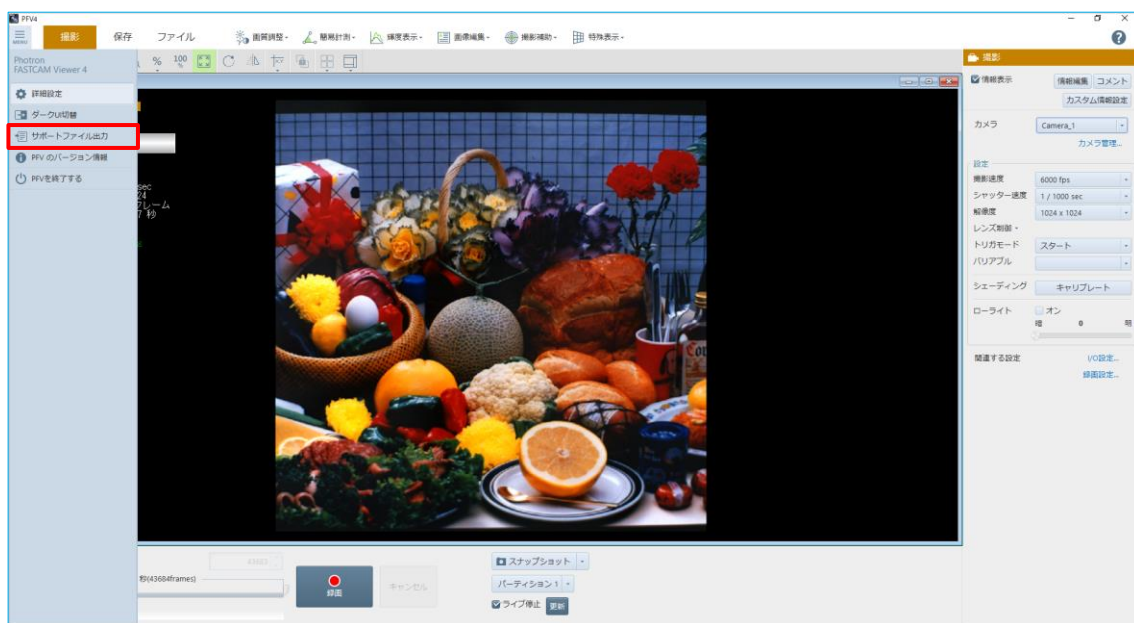 PFV4
MENU
撮影
保存
ファイル
画質調整
簡易計測
輝度表示
画像編集
撮影補助
特殊表示
Photron
FASTCAM Viewer 4
%
100
%
詳細設定
ダークUI切替
サポートファイル出力
PFV のバージョン情報
PFVを終了する
sec
24
フレーム
7 秒
撮影
情報表示
情報編集
コメント
カスタム情報設定
カメラ
Camera_1
カメラ管理...
設定
撮影速度
6000 fps
シャッター速度
1 / 1000 sec
解像度
1024 x 1024
レンズ制御
トリガモード
スタート
バリアブル
シェーディング
キャリブレート
ローライト
オン
暗 0 明
関連する設定
I/O設定...
録画設定...
43683
秒(43684frames)
録画
キャンセル
スナップショット
パーティション 1
ライブ停止
更新